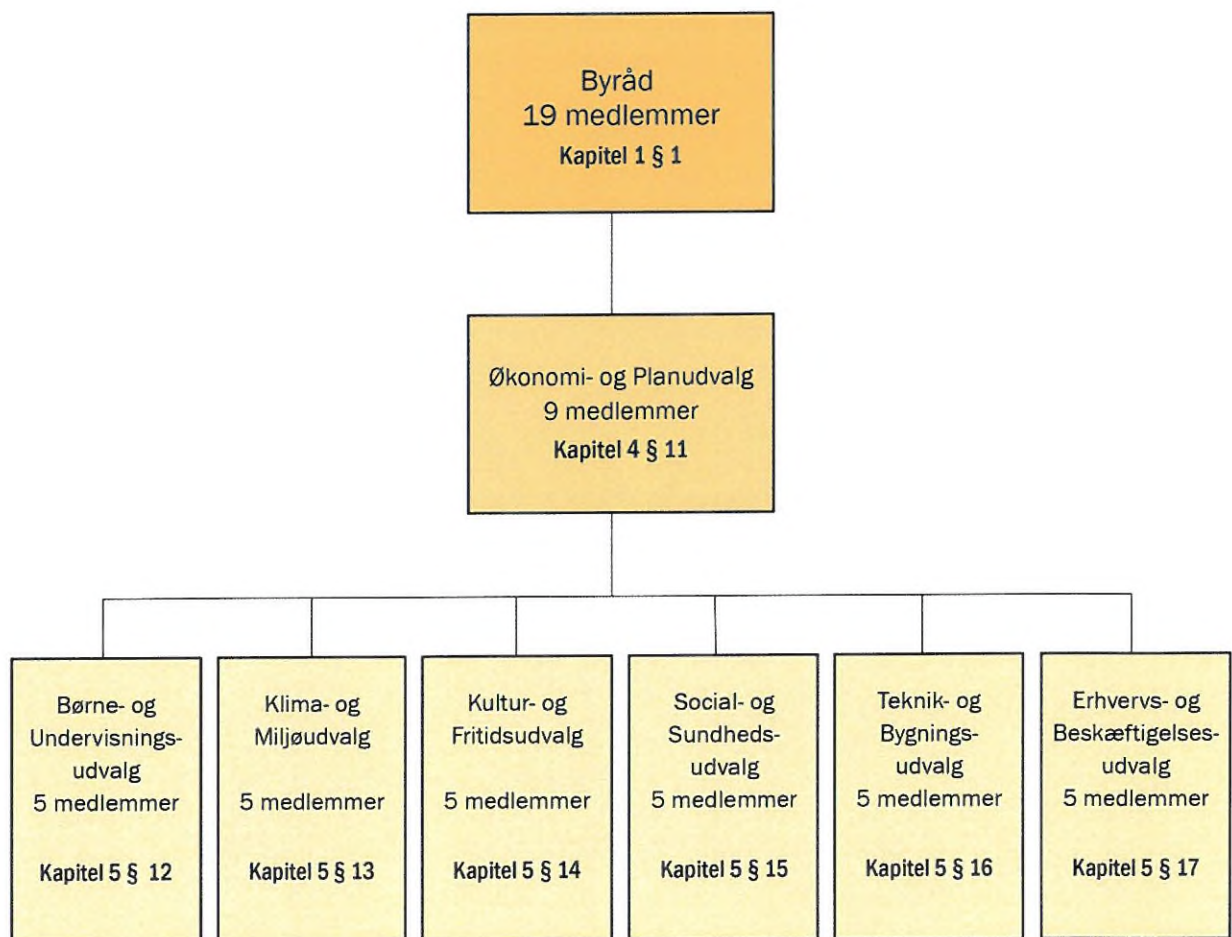 Byråd
19 medlemmer
Kapitel 1 § 1
Økonomi- og Planudvalg
9 medlemmer
Kapitel 4 § 11
Børne- og
Undervisnings-
udvalg
5 medlemmer
Kapitel 5 § 12
Klima- og
Miljøudvalg
5 medlemmer
Kapitel 5 § 13
Kultur- og
Fritidsudvalg
5 medlemmer
Kapitel 5 § 14
Social- og
Sundheds-
udvalg
5 medlemmer
Kapitel 5 § 15
Teknik- og
Bygnings-
udvalg
5 medlemmer
Kapitel 5 § 16
Erhvervs- og
Beskæftigelses-
udvalg
5 medlemmer
Kapitel 5 § 17